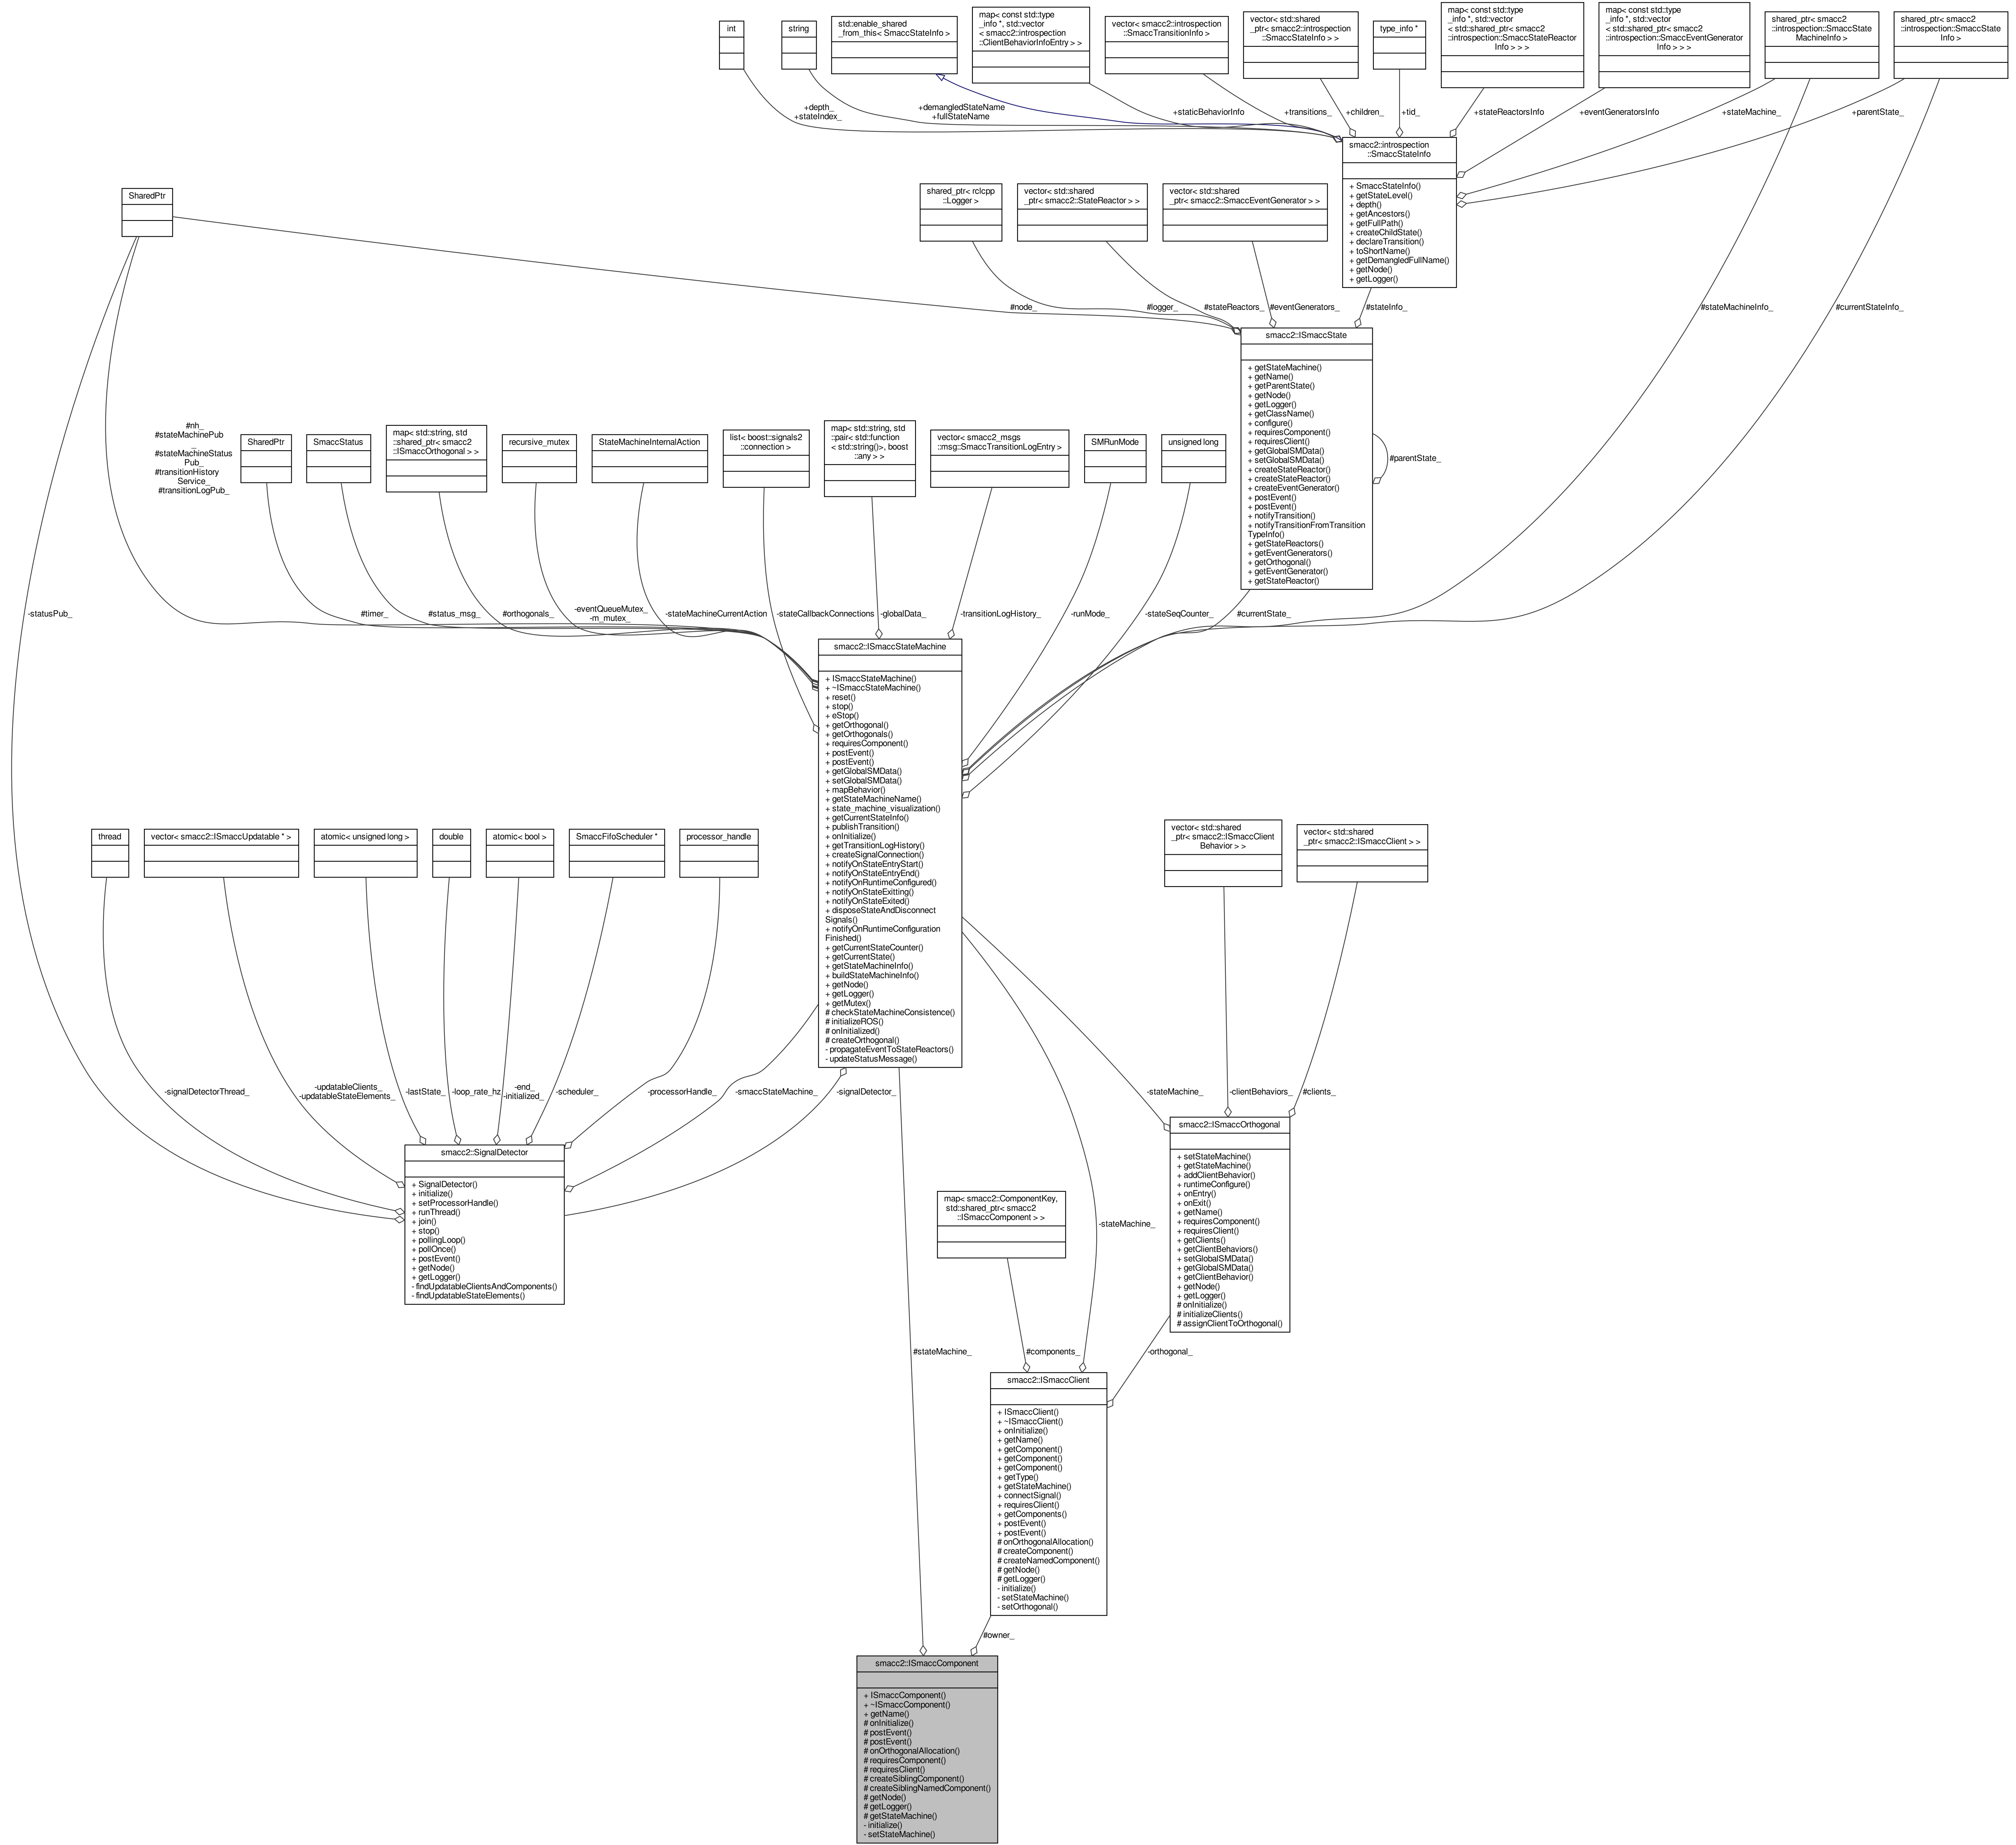 int
string
std::enable_shared
_from_this< SmaccStateInfo >
map< const std::type
_info *, std::vector
< smacc2::introspection
::ClientBehaviorInfoEntry > >
vector< smacc2::introspection
::SmaccTransitionInfo >
vector< std::shared
_ptr< smacc2::introspection
::SmaccStateInfo > >
type_info *
map< const std::type
_info *, std::vector
< std::shared_ptr< smacc2
::introspection::SmaccStateReactor
Info > > >
map< const std::type
_info *, std::vector
< std::shared_ptr< smacc2
::introspection::SmaccEventGenerator
Info > > >
shared_ptr< smacc2
::introspection::SmaccState
MachineInfo >
shared_ptr< smacc2
::introspection::SmaccState
Info >
+depth_
+stateIndex_
+demangledStateName
+fullStateName
+staticBehaviorInfo
+transitions_
+children_
+tid_
+stateReactorsInfo
+eventGeneratorsInfo
+stateMachine_
+parentState_
smacc2::introspection
::SmaccStateInfo
+ SmaccStateInfo()
+ getStateLevel()
+ depth()
+ getAncestors()
+ getFullPath()
+ createChildState()
+ declareTransition()
+ toShortName()
+ getDemangledFullName()
+ getNode()
+ getLogger()
SharedPtr
shared_ptr< rclcpp
::Logger >
vector< std::shared
_ptr< smacc2::StateReactor > >
vector< std::shared
_ptr< smacc2::SmaccEventGenerator > >
#node_
#logger_
#stateReactors_
#eventGenerators_
#stateInfo_
#stateMachineInfo_
#currentStateInfo_
smacc2::ISmaccState
+ getStateMachine()
+ getName()
+ getParentState()
+ getNode()
+ getLogger()
+ getClassName()
+ configure()
+ requiresComponent()
+ requiresClient()
+ getGlobalSMData()
+ setGlobalSMData()
+ createStateReactor()
+ createStateReactor()
+ createEventGenerator()
+ postEvent()
+ postEvent()
+ notifyTransition()
+ notifyTransitionFromTransition
TypeInfo()
+ getStateReactors()
+ getEventGenerators()
+ getOrthogonal()
+ getEventGenerator()
+ getStateReactor()
#parentState_
#nh_
#stateMachinePub
_
#stateMachineStatus
Pub_
#transitionHistory
Service_
#transitionLogPub_
SharedPtr
SmaccStatus
map< std::string, std
::shared_ptr< smacc2
::ISmaccOrthogonal > >
recursive_mutex
StateMachineInternalAction
list< boost::signals2
::connection >
map< std::string, std
::pair< std::function
< std::string()>, boost
::any > >
vector< smacc2_msgs
::msg::SmaccTransitionLogEntry >
SMRunMode
unsigned long
-statusPub_
#timer_
#status_msg_
#orthogonals_
-eventQueueMutex_
-m_mutex_
-stateMachineCurrentAction
-stateCallbackConnections
-globalData_
-transitionLogHistory_
-runMode_
-stateSeqCounter_
#currentState_
smacc2::ISmaccStateMachine
+ ISmaccStateMachine()
+ ~ISmaccStateMachine()
+ reset()
+ stop()
+ eStop()
+ getOrthogonal()
+ getOrthogonals()
+ requiresComponent()
+ postEvent()
+ postEvent()
+ getGlobalSMData()
+ setGlobalSMData()
+ mapBehavior()
+ getStateMachineName()
+ state_machine_visualization()
+ getCurrentStateInfo()
+ publishTransition()
+ onInitialize()
+ getTransitionLogHistory()
+ createSignalConnection()
+ notifyOnStateEntryStart()
+ notifyOnStateEntryEnd()
+ notifyOnRuntimeConfigured()
+ notifyOnStateExitting()
+ notifyOnStateExited()
+ disposeStateAndDisconnect
Signals()
+ notifyOnRuntimeConfiguration
Finished()
+ getCurrentStateCounter()
+ getCurrentState()
+ getStateMachineInfo()
+ buildStateMachineInfo()
+ getNode()
+ getLogger()
+ getMutex()
# checkStateMachineConsistence()
# initializeROS()
# onInitialized()
# createOrthogonal()
- propagateEventToStateReactors()
- updateStatusMessage()
thread
vector< smacc2::ISmaccUpdatable * >
atomic< unsigned long >
double
atomic< bool >
SmaccFifoScheduler *
processor_handle
vector< std::shared
_ptr< smacc2::ISmaccClient
Behavior > >
vector< std::shared
_ptr< smacc2::ISmaccClient > >
-signalDetectorThread_
-updatableClients_
-updatableStateElements_
-lastState_
-loop_rate_hz
-end_
-initialized_
-scheduler_
-processorHandle_
-smaccStateMachine_
-signalDetector_
-stateMachine_
-clientBehaviors_
#clients_
smacc2::SignalDetector
+ SignalDetector()
+ initialize()
+ setProcessorHandle()
+ runThread()
+ join()
+ stop()
+ pollingLoop()
+ pollOnce()
+ postEvent()
+ getNode()
+ getLogger()
- findUpdatableClientsAndComponents()
- findUpdatableStateElements()
smacc2::ISmaccOrthogonal
+ setStateMachine()
+ getStateMachine()
+ addClientBehavior()
+ runtimeConfigure()
+ onEntry()
+ onExit()
+ getName()
+ requiresComponent()
+ requiresClient()
+ getClients()
+ getClientBehaviors()
+ setGlobalSMData()
+ getGlobalSMData()
+ getClientBehavior()
+ getNode()
+ getLogger()
# onInitialize()
# initializeClients()
# assignClientToOrthogonal()
map< smacc2::ComponentKey,
std::shared_ptr< smacc2
::ISmaccComponent > >
-stateMachine_
#stateMachine_
#components_
-orthogonal_
smacc2::ISmaccClient
+ ISmaccClient()
+ ~ISmaccClient()
+ onInitialize()
+ getName()
+ getComponent()
+ getComponent()
+ getComponent()
+ getType()
+ getStateMachine()
+ connectSignal()
+ requiresClient()
+ getComponents()
+ postEvent()
+ postEvent()
# onOrthogonalAllocation()
# createComponent()
# createNamedComponent()
# getNode()
# getLogger()
- initialize()
- setStateMachine()
- setOrthogonal()
#owner_
smacc2::ISmaccComponent
+ ISmaccComponent()
+ ~ISmaccComponent()
+ getName()
# onInitialize()
# postEvent()
# postEvent()
# onOrthogonalAllocation()
# requiresComponent()
# requiresClient()
# createSiblingComponent()
# createSiblingNamedComponent()
# getNode()
# getLogger()
# getStateMachine()
- initialize()
- setStateMachine()